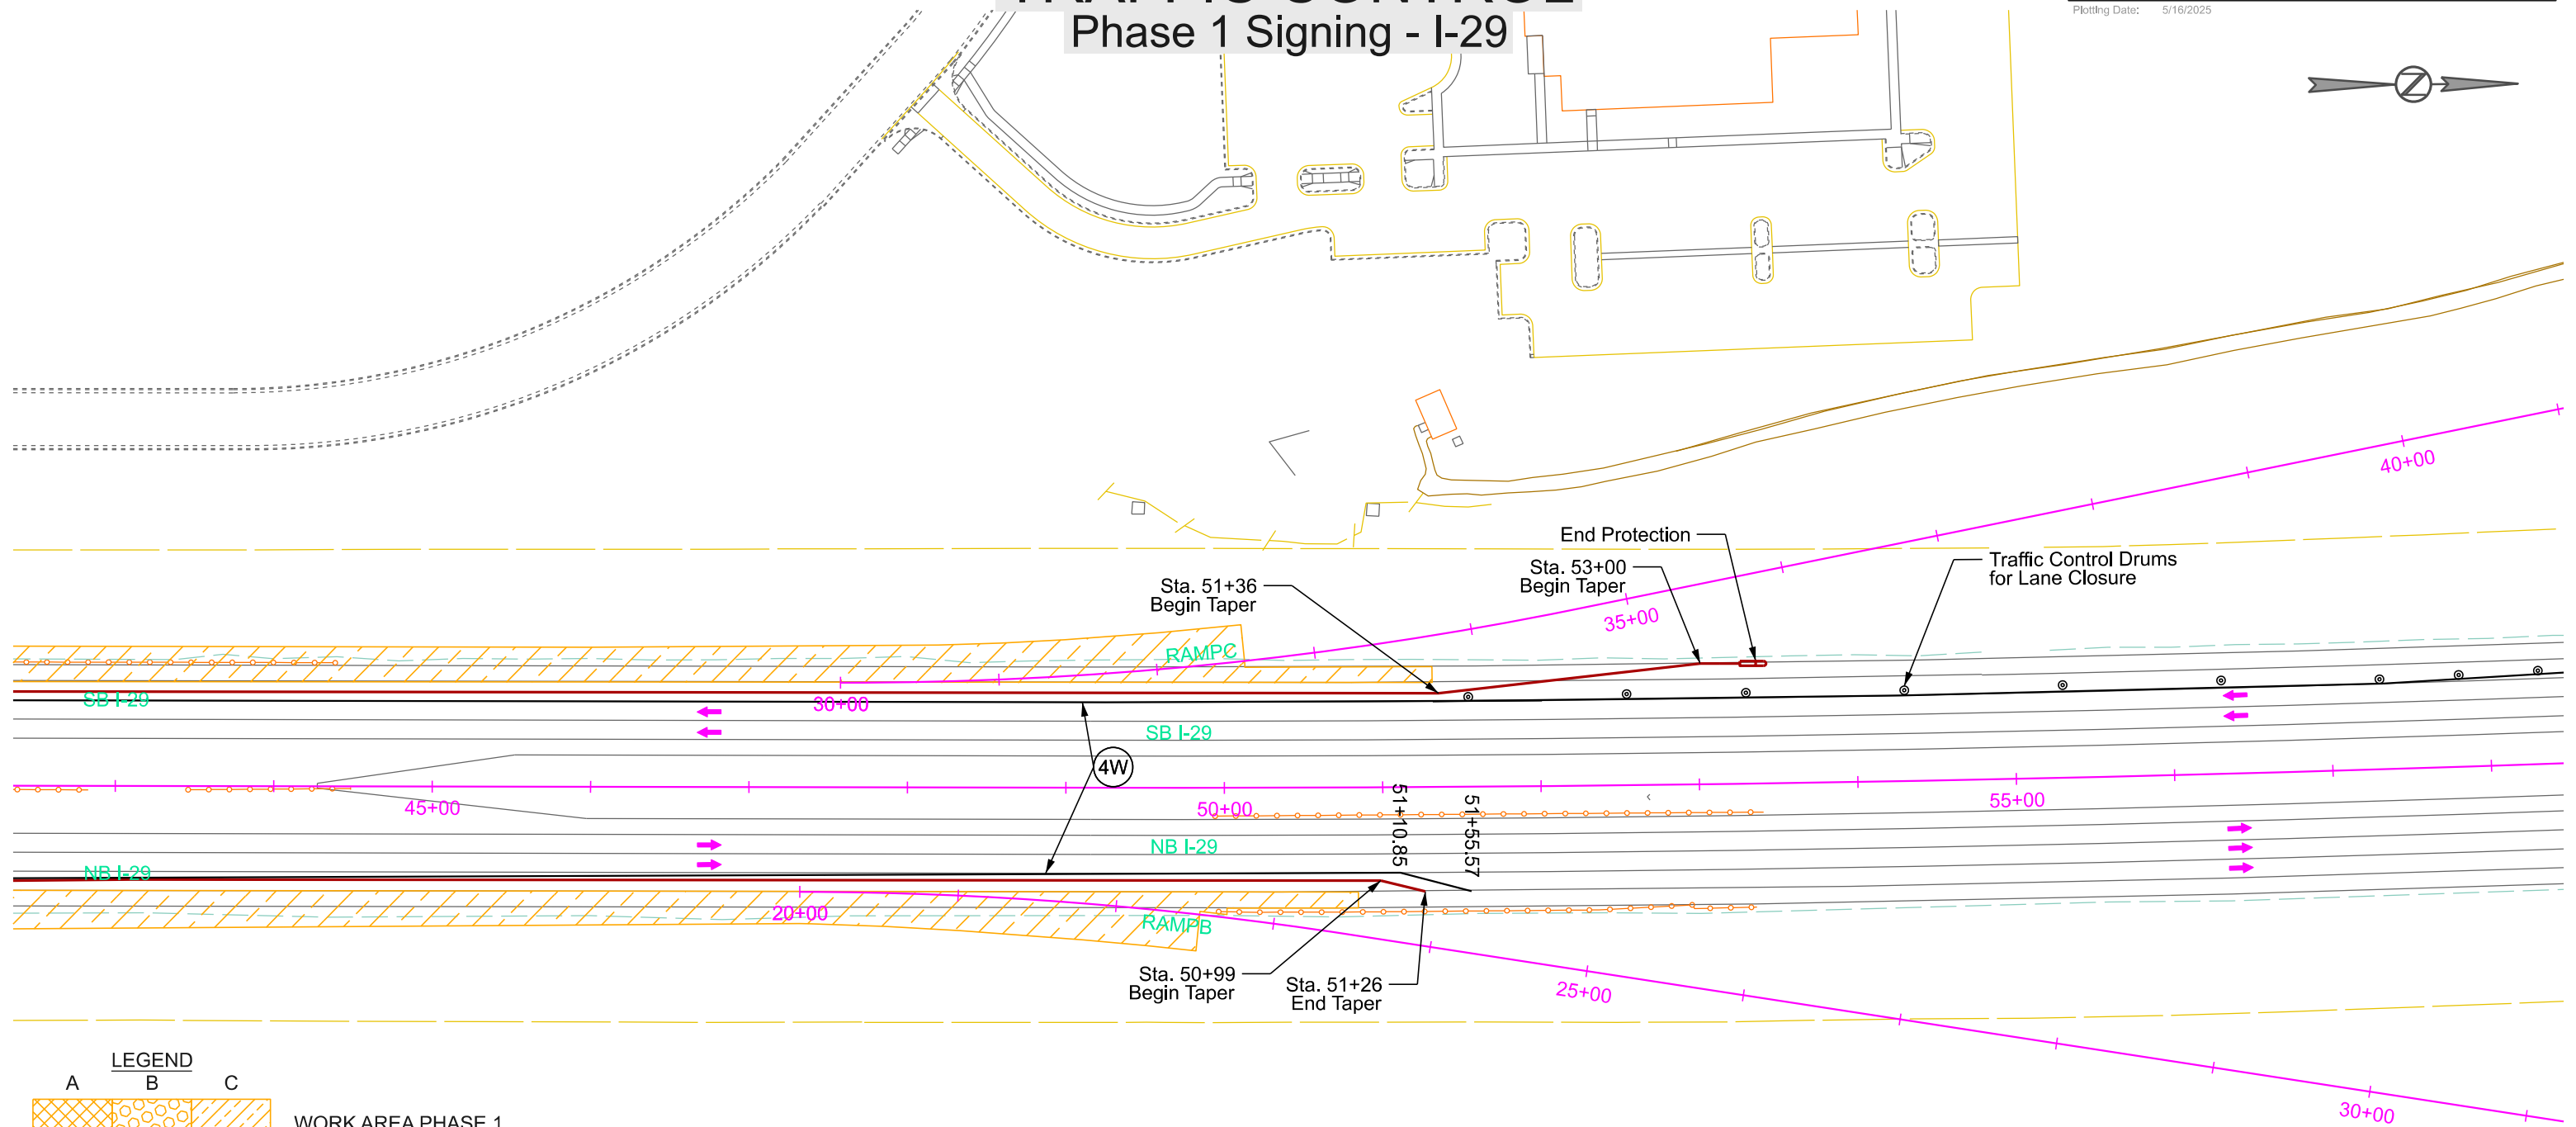 TRAFFIC CONTROL
Phase 1 Signing - I-29
Plotting Date: 5/16/2025
Z
40+00
End Protection
Sta. 53+00
Begin Taper
Traffic Control Drums
for Lane Closure
Sta. 51+36
Begin Taper
35+00
RAMPC
SB I-29
30+00
SB I-29
4W
45+00
50+00
55+00
51+10.85
51+55.57
NB I-29
NB I-29
20+00
RAMPB
Sta. 50+99
Begin Taper
Sta. 51+26
End Taper
25+00
30+00
LEGEND
A B C
WORK AREA PHASE 1